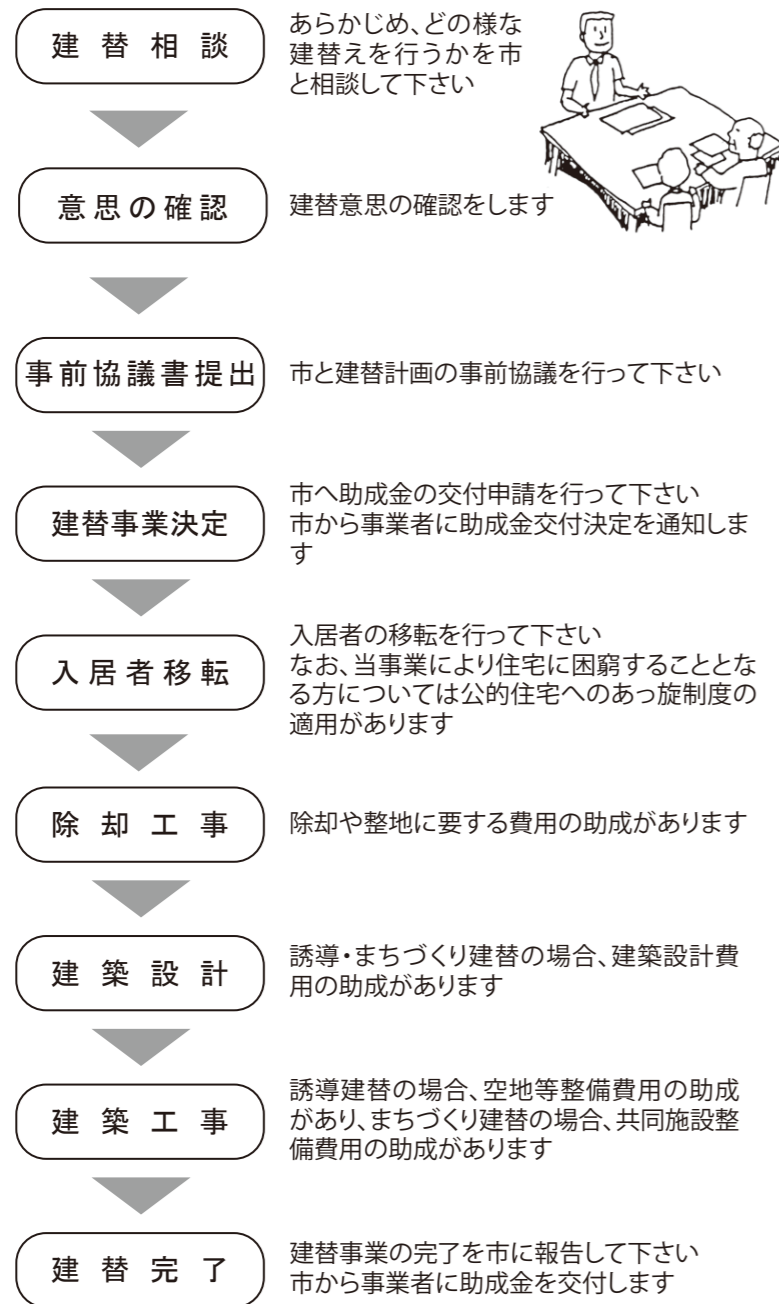 建替相談
あらかじめ、どの様な
建替えを行うかを市
と相談して下さい
意思の確認
建替意思の確認をします
事前協議書提出
市と建替計画の事前協議を行って下さい
建替事業決定
市へ助成金の交付申請を行って下さい
市から事業者に助成金交付決定を通知しま
す
入居者移転
入居者の移転を行って下さい
なお、当事業により住宅に困窮することとな
る方については公的住宅へのあっ旋制度の
適用があります
除却工事
除却や整地に要する費用の助成があります
建築設計
誘導・まちづくり建替の場合、建築設計費
用の助成があります
建築工事
誘導建替の場合、空地等整備費用の助成
があり、まちづくり建替の場合、共同施設整
備費用の助成があります
建替完了
建替事業の完了を市に報告して下さい
市から事業者に助成金を交付します